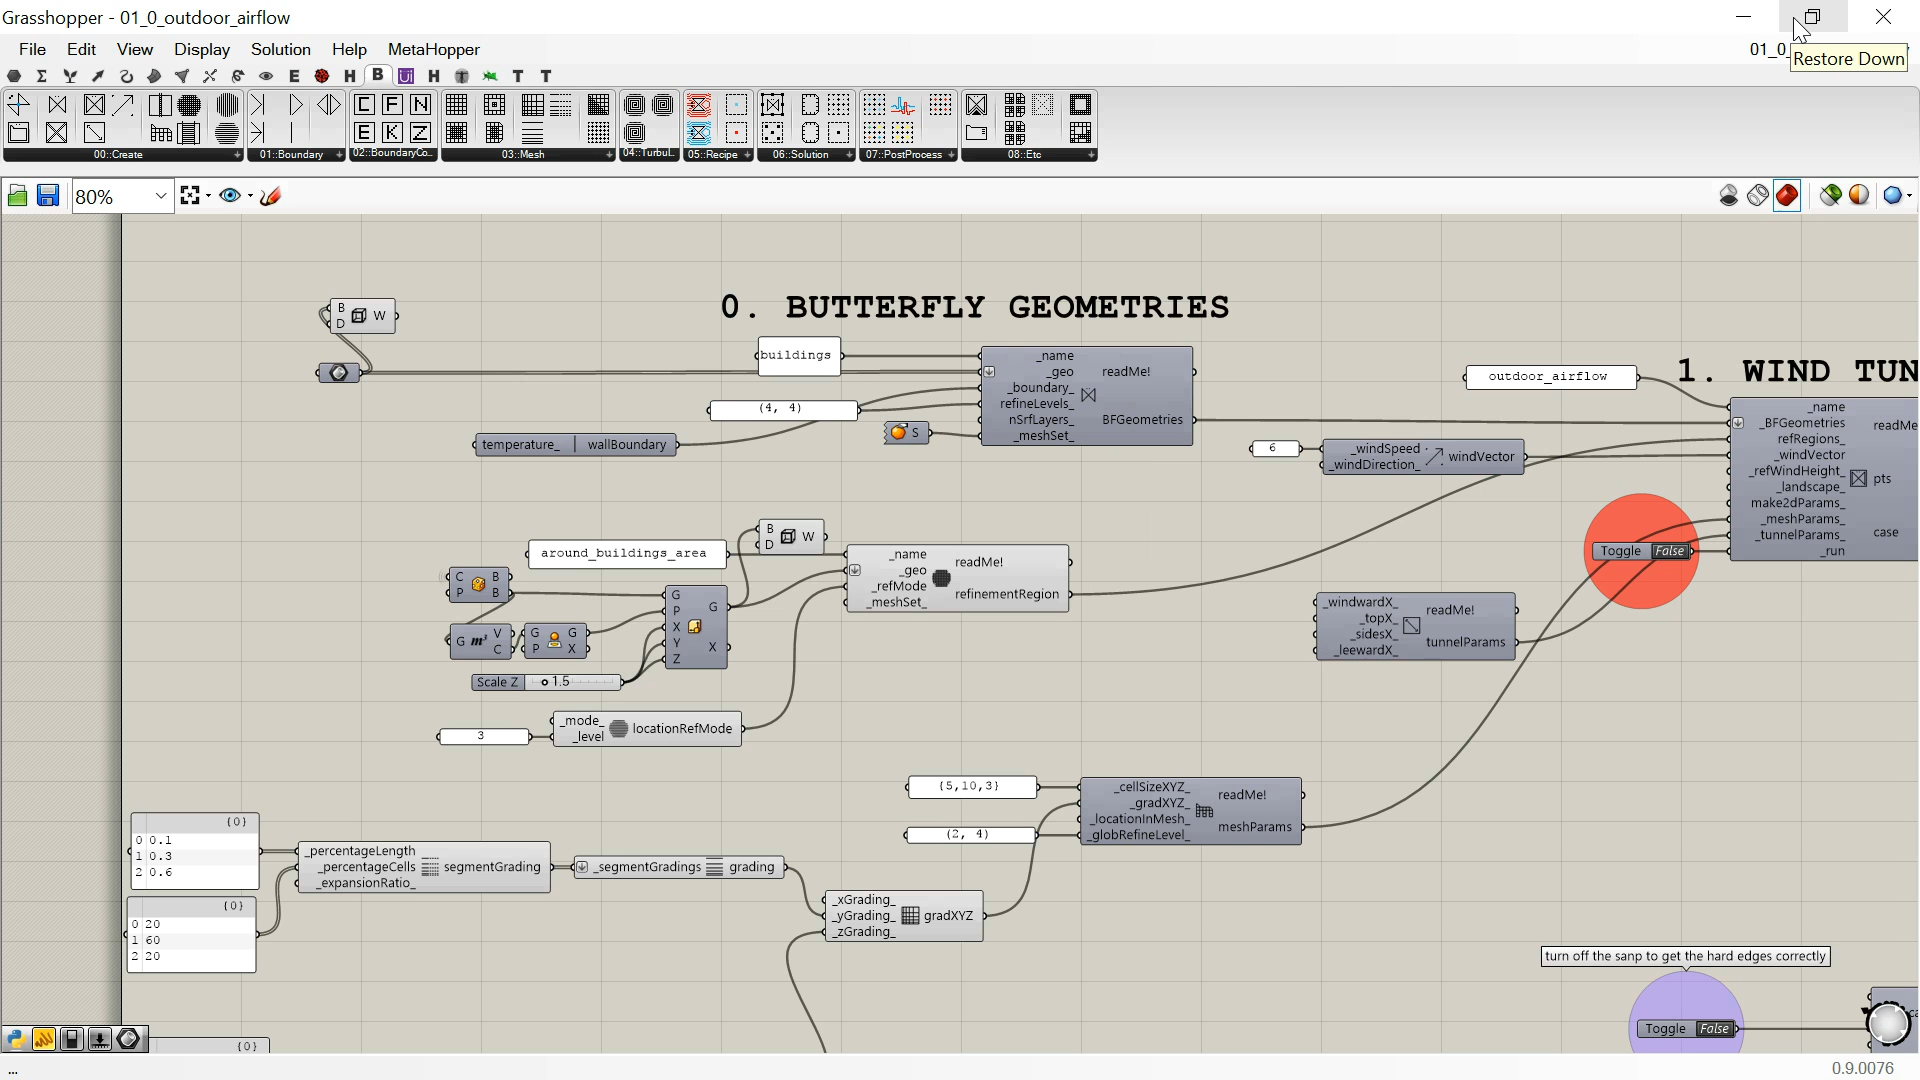 Grasshopper - 01_0_outdoor_airflow
File Edit View Display Solution Help MetaHopper
01_0_
Restore Down
E H B Ui H T T
C F N
E K Z
00::Create 01::Boundary 02::BoundaryCo... 03::Mesh 04::Turbul... 05::Recipe 06::Solution 07::PostProcess 08::Etc
80%
0. BUTTERFLY GEOMETRIES
B
D
W
buildings
(4, 4)
temperature_ wallBoundary
S
_name
_geo
_boundary_
refineLevels_
nSrfLayers_
_meshSet_
readMe!
BFGeometries
outdoor_airflow
1. WIND TUN
6
_windSpeed
_windDirection_
windVector
_name
_BFGeometries
refRegions_
_windVector
_refWindHeight_
_landscape_
make2dParams_
_meshParams_
_tunnelParams_
_run
readMe
pts
case
Toggle False
around_buildings_area
B
D
W
_name
_geo
_refMode
_meshSet_
readMe!
refinementRegion
C B
P B
G m³ V
C
G G
P X
G
P
X
Y
Z
G
X
Scale Z 1.5
3
_mode_
_level
locationRefMode
_windwardX_
_topX_
_sidesX_
_leewardX_
readMe!
tunnelParams
{5,10,3}
(2, 4)
_cellSizeXYZ_
_gradXYZ_
_locationInMesh_
_globRefineLevel_
readMe!
meshParams
{0}
0 0.1
1 0.3
2 0.6
{0}
0 20
1 60
2 20
_percentageLength
_percentageCells
_expansionRatio_
segmentGrading
_segmentGradings grading
_xGrading_
_yGrading_
_zGrading_
gradXYZ
turn off the sanp to get the hard edges correctly
Toggle False
{0}
...
0.9.0076